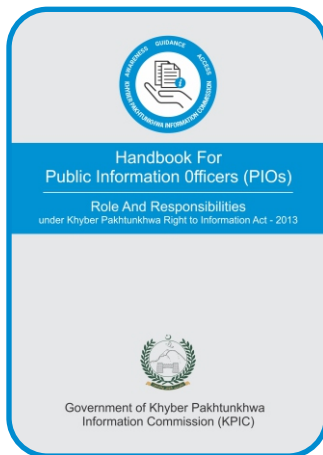 AWARENESS GUIDANCE ACCESS
KHYBER PAKHTUNKHWA INFORMATION COMMISSION
Handbook For
Public Information 0fficers (PIOs)
Role And Responsibilities
under Khyber Pakhtunkhwa Right to Information Act - 2013
Government of Khyber Pakhtunkhwa
Information Commission (KPIC)